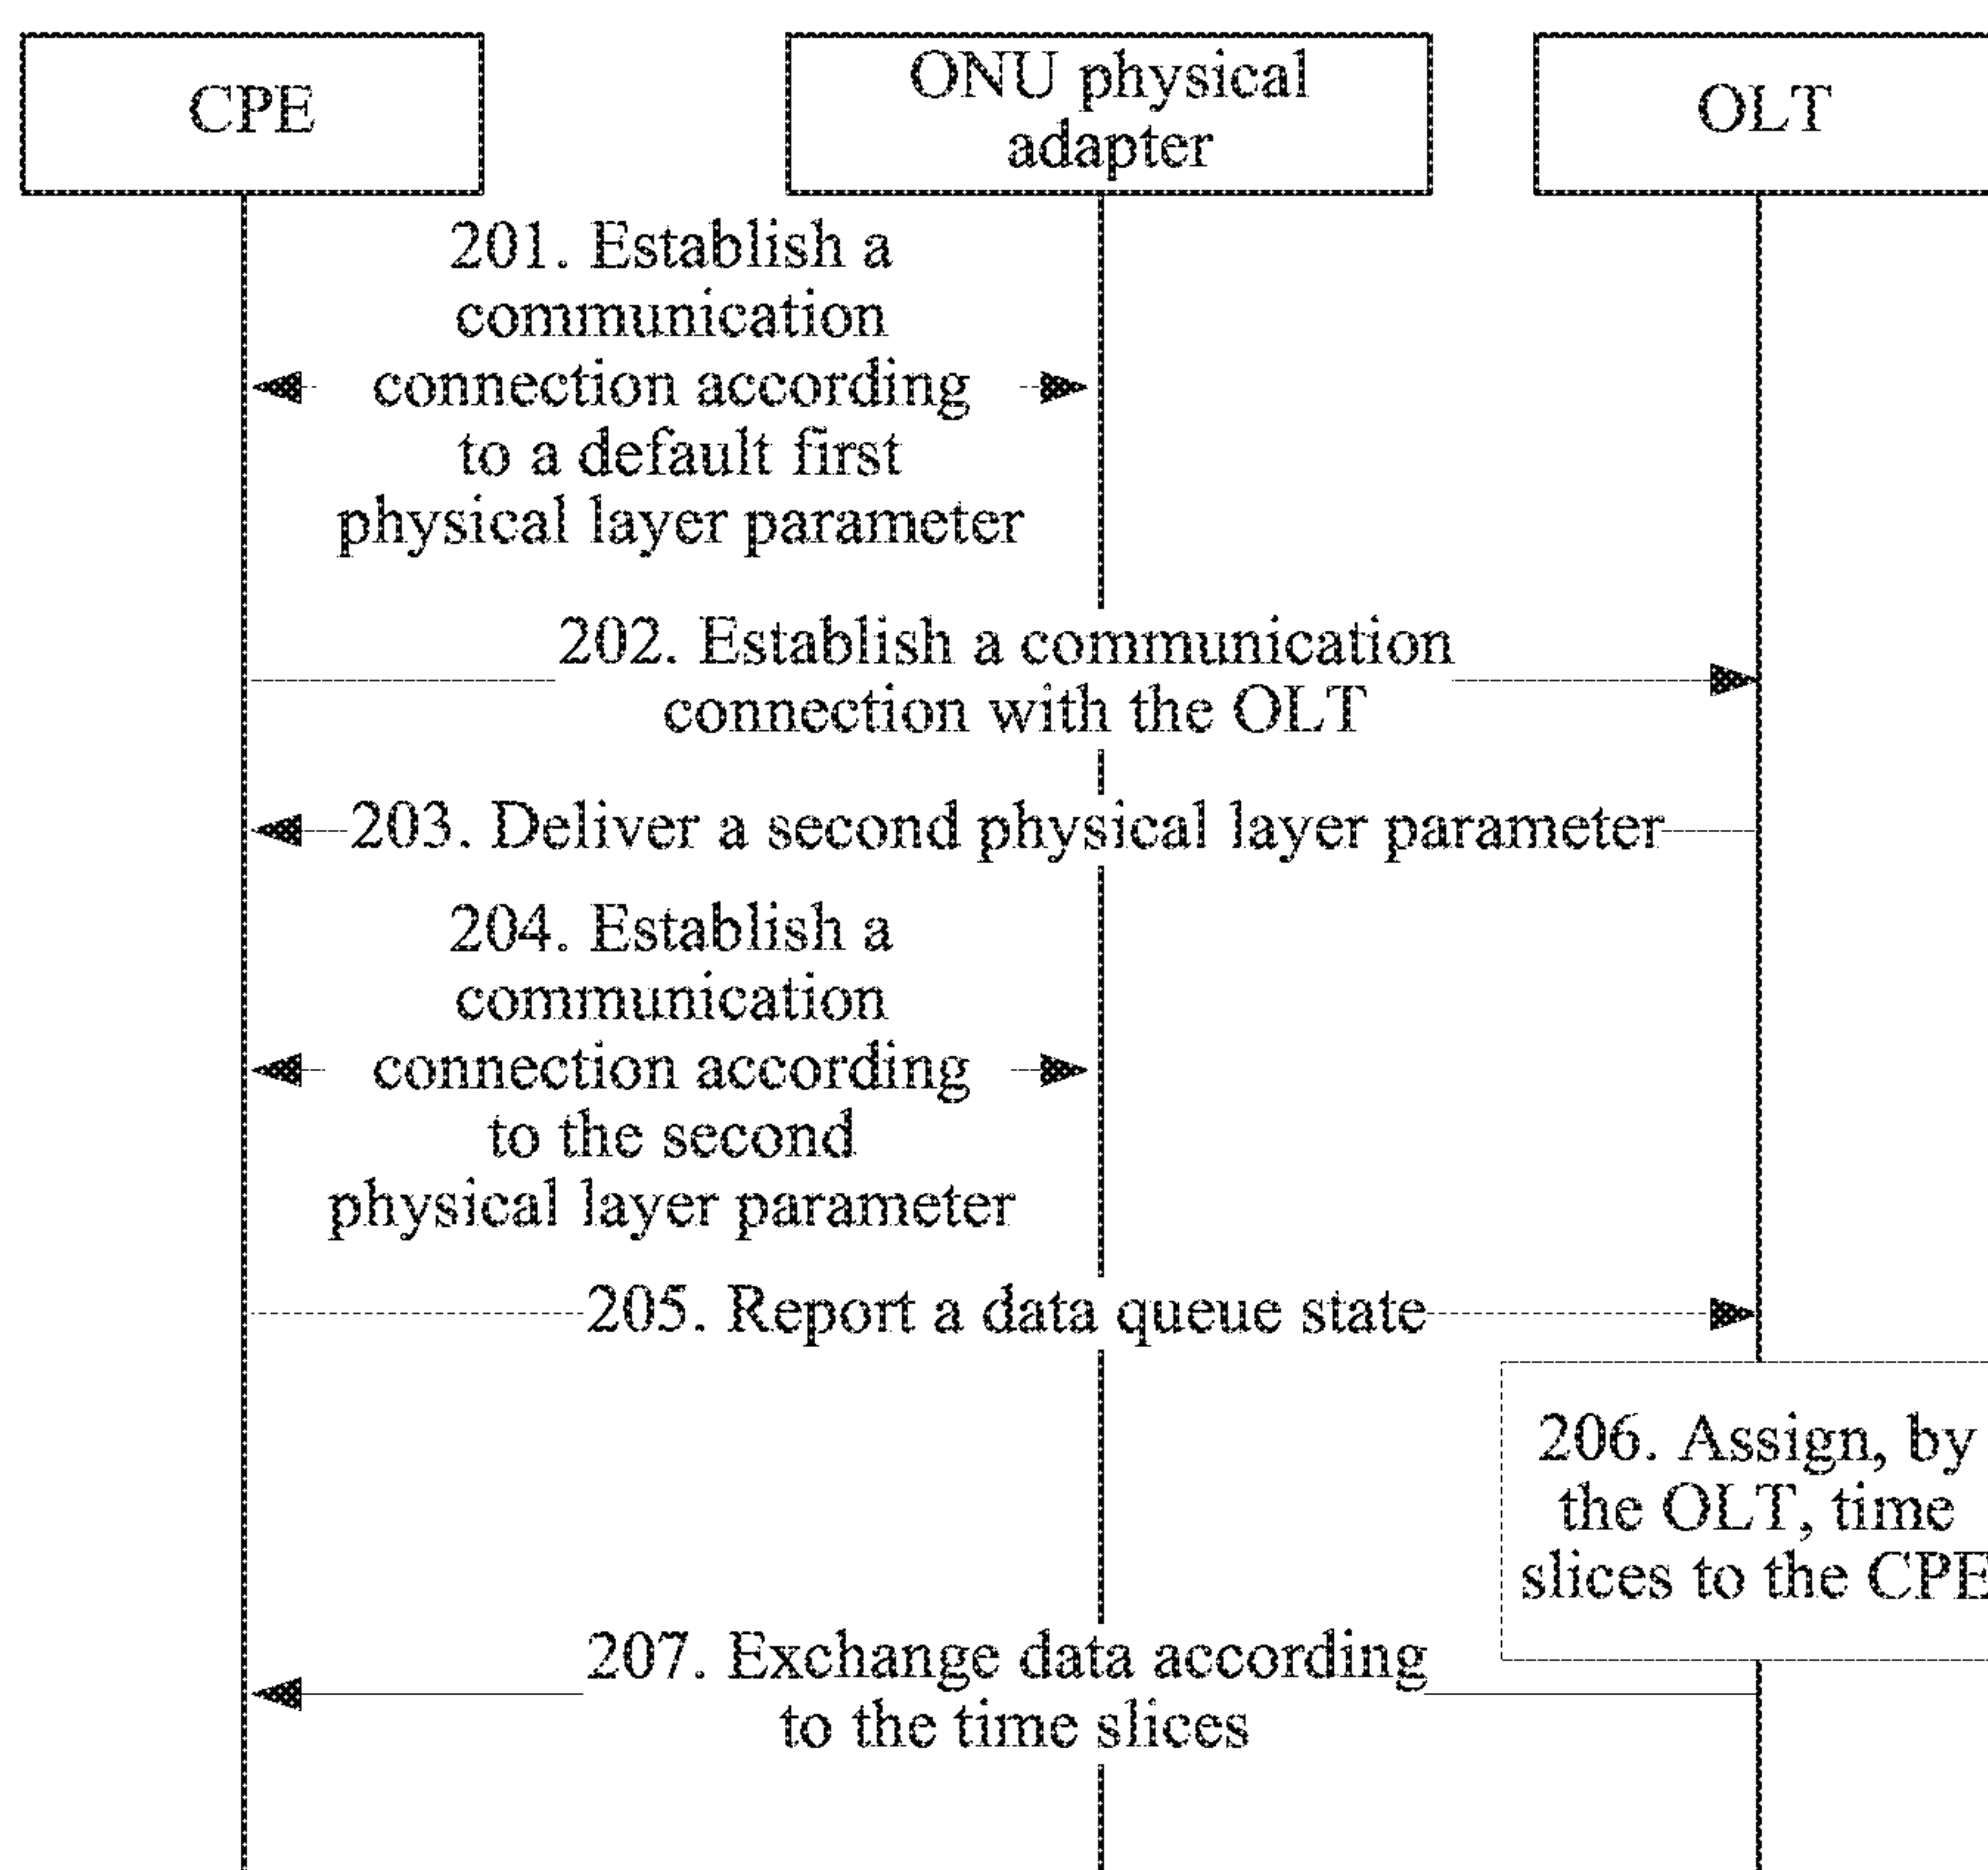 CPE
ONU physical
adapter
OLT
201. Establish a
communication
connection according
to a default first
physical layer parameter
202. Establish a communication
connection with the OLT
203. Deliver a second physical layer parameter
204. Establish a
communication
connection according
to the second
physical layer parameter
205. Report a data queue state
206. Assign, by
the OLT, time
slices to the CPE
207. Exchange data according
to the time slices